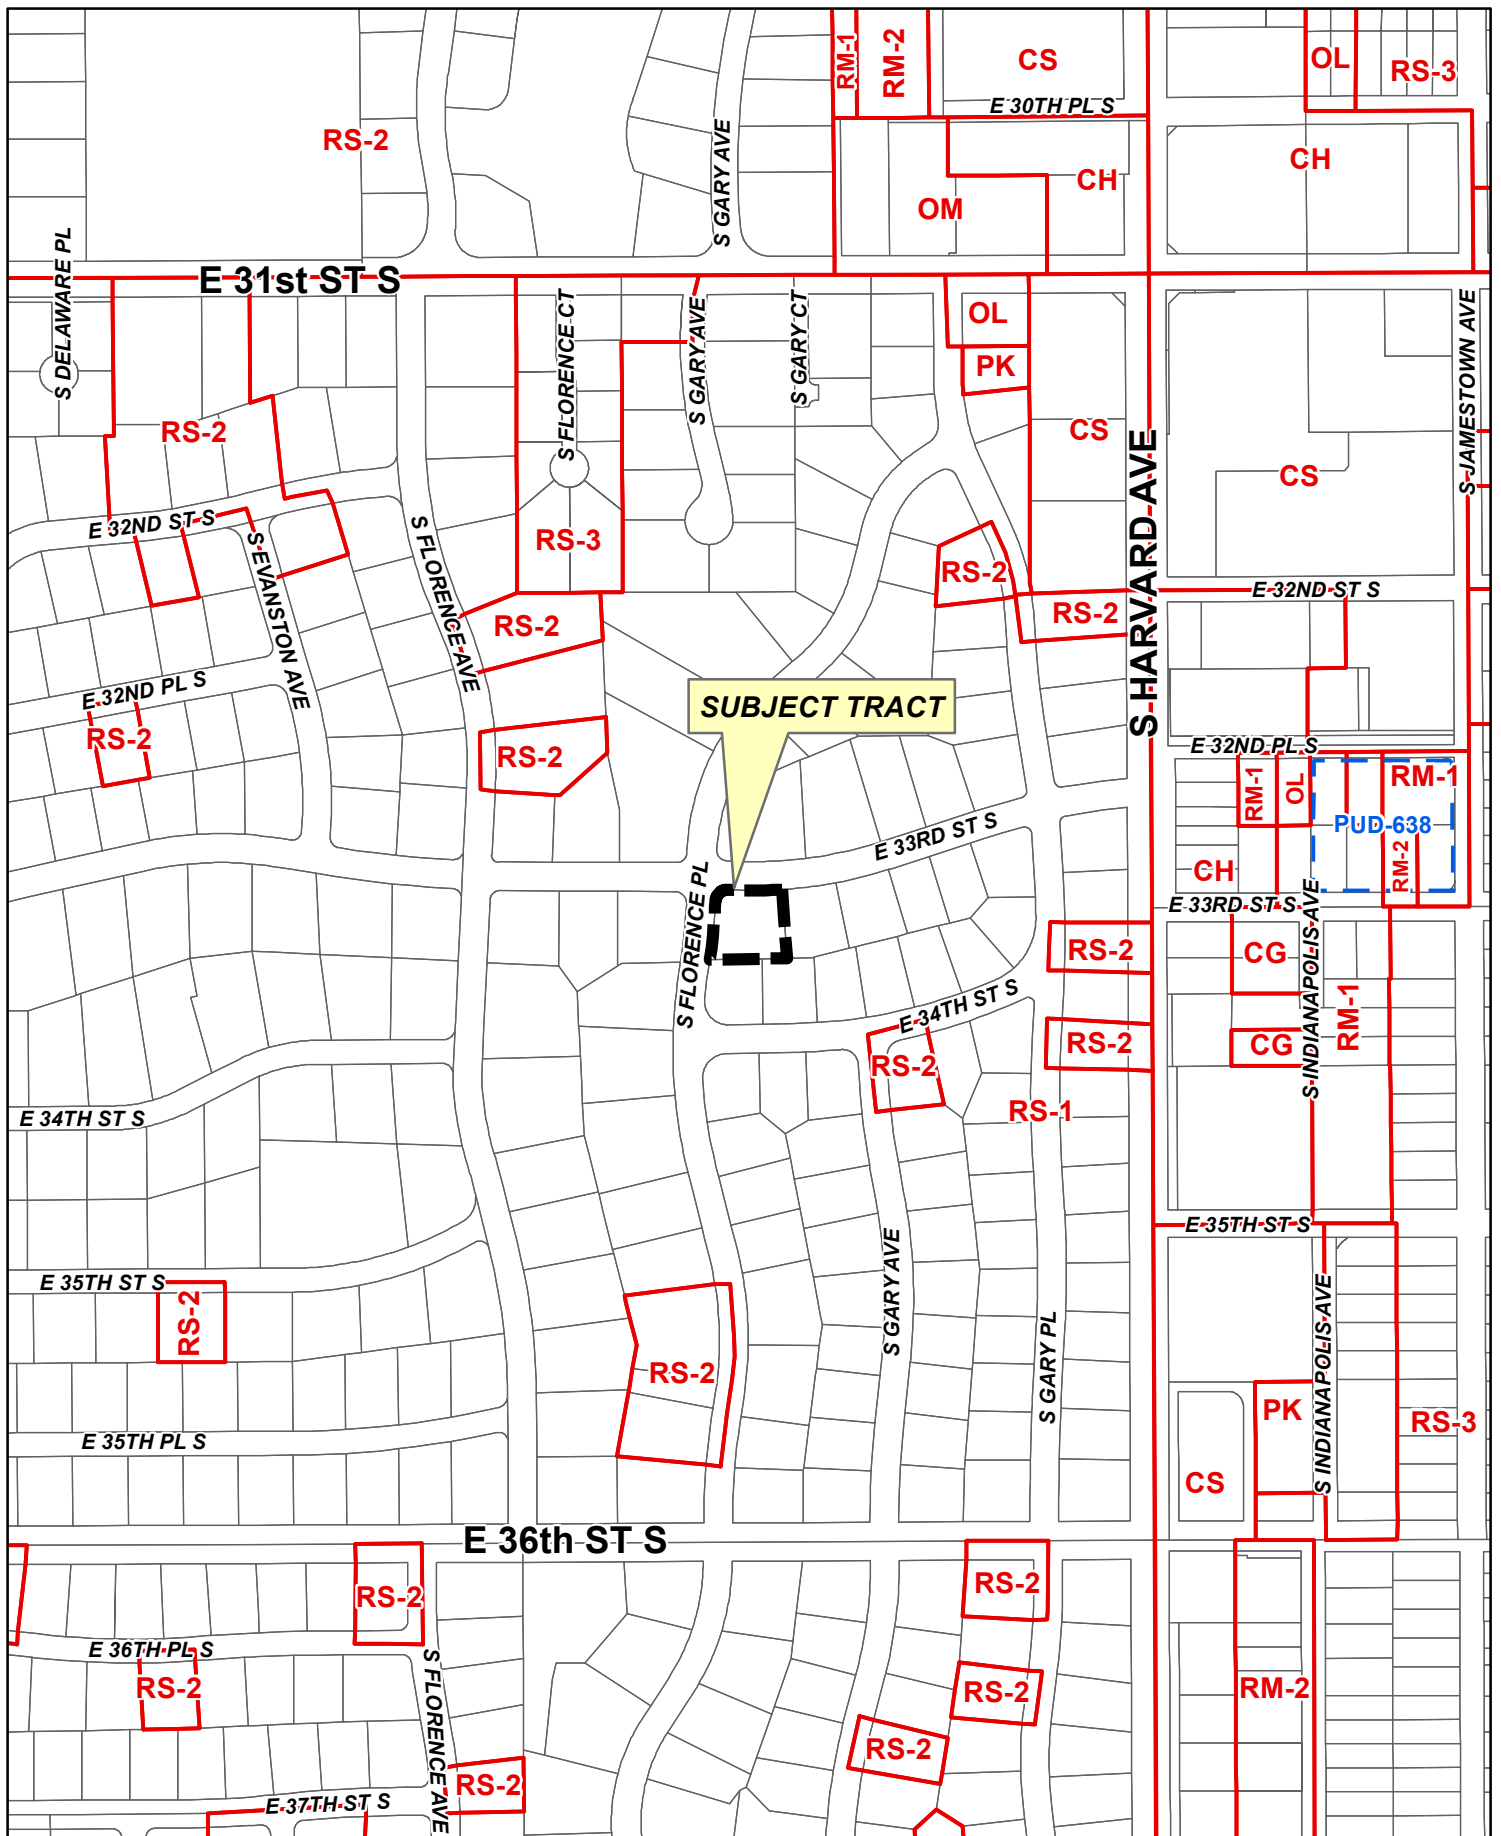 RM-1
RM-2
CS
OL
RS-3
E 30TH PL S
RS-2
S GARY AVE
CH
CH
OM
S DELAWARE PL
E 31st ST S
S FLORENCE CT
S GARY AVE
S GARY CT
OL
PK
S JAMESTOWN AVE
RS-2
CS
CS
S HARVARD AVE
E 32ND ST S
S EVANSTON AVE
S FLORENCE AVE
RS-3
RS-2
E 32ND ST S
RS-2
RS-2
E 32ND PL S
RS-2
SUBJECT TRACT
RS-2
E 32ND PL S
RM-1
OL
RM-1
PUD-638
RM-2
E 33RD ST S
CH
S FLORENCE PL
E 33RD ST S
S INDIANAPOLIS AVE
RS-2
CG
E 34TH ST S
RM-1
RS-2
CG
RS-2
RS-1
E 34TH ST S
E 35TH ST S
S GARY AVE
E 35TH ST S
RS-2
S INDIANAPOLIS AVE
S GARY PL
RS-2
PK
RS-3
E 35TH PL S
CS
E 36th ST S
RS-2
RS-2
E 36TH PL S
RS-2
S FLORENCE AVE
RS-2
RM-2
RS-2
RS-2
E 37TH ST S